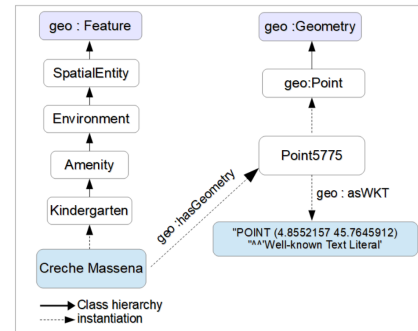 geo : Feature
SpatialEntity
Environment
Amenity
Kindergarten
Creche Massena
geo:hasGeometry
geo :Geometry
geo:Point
Point5775
geo : asWKT
"POINT (4.8552157 45.7645912)
"^^'Well-known Text Literal'
Class hierarchy
instantiation